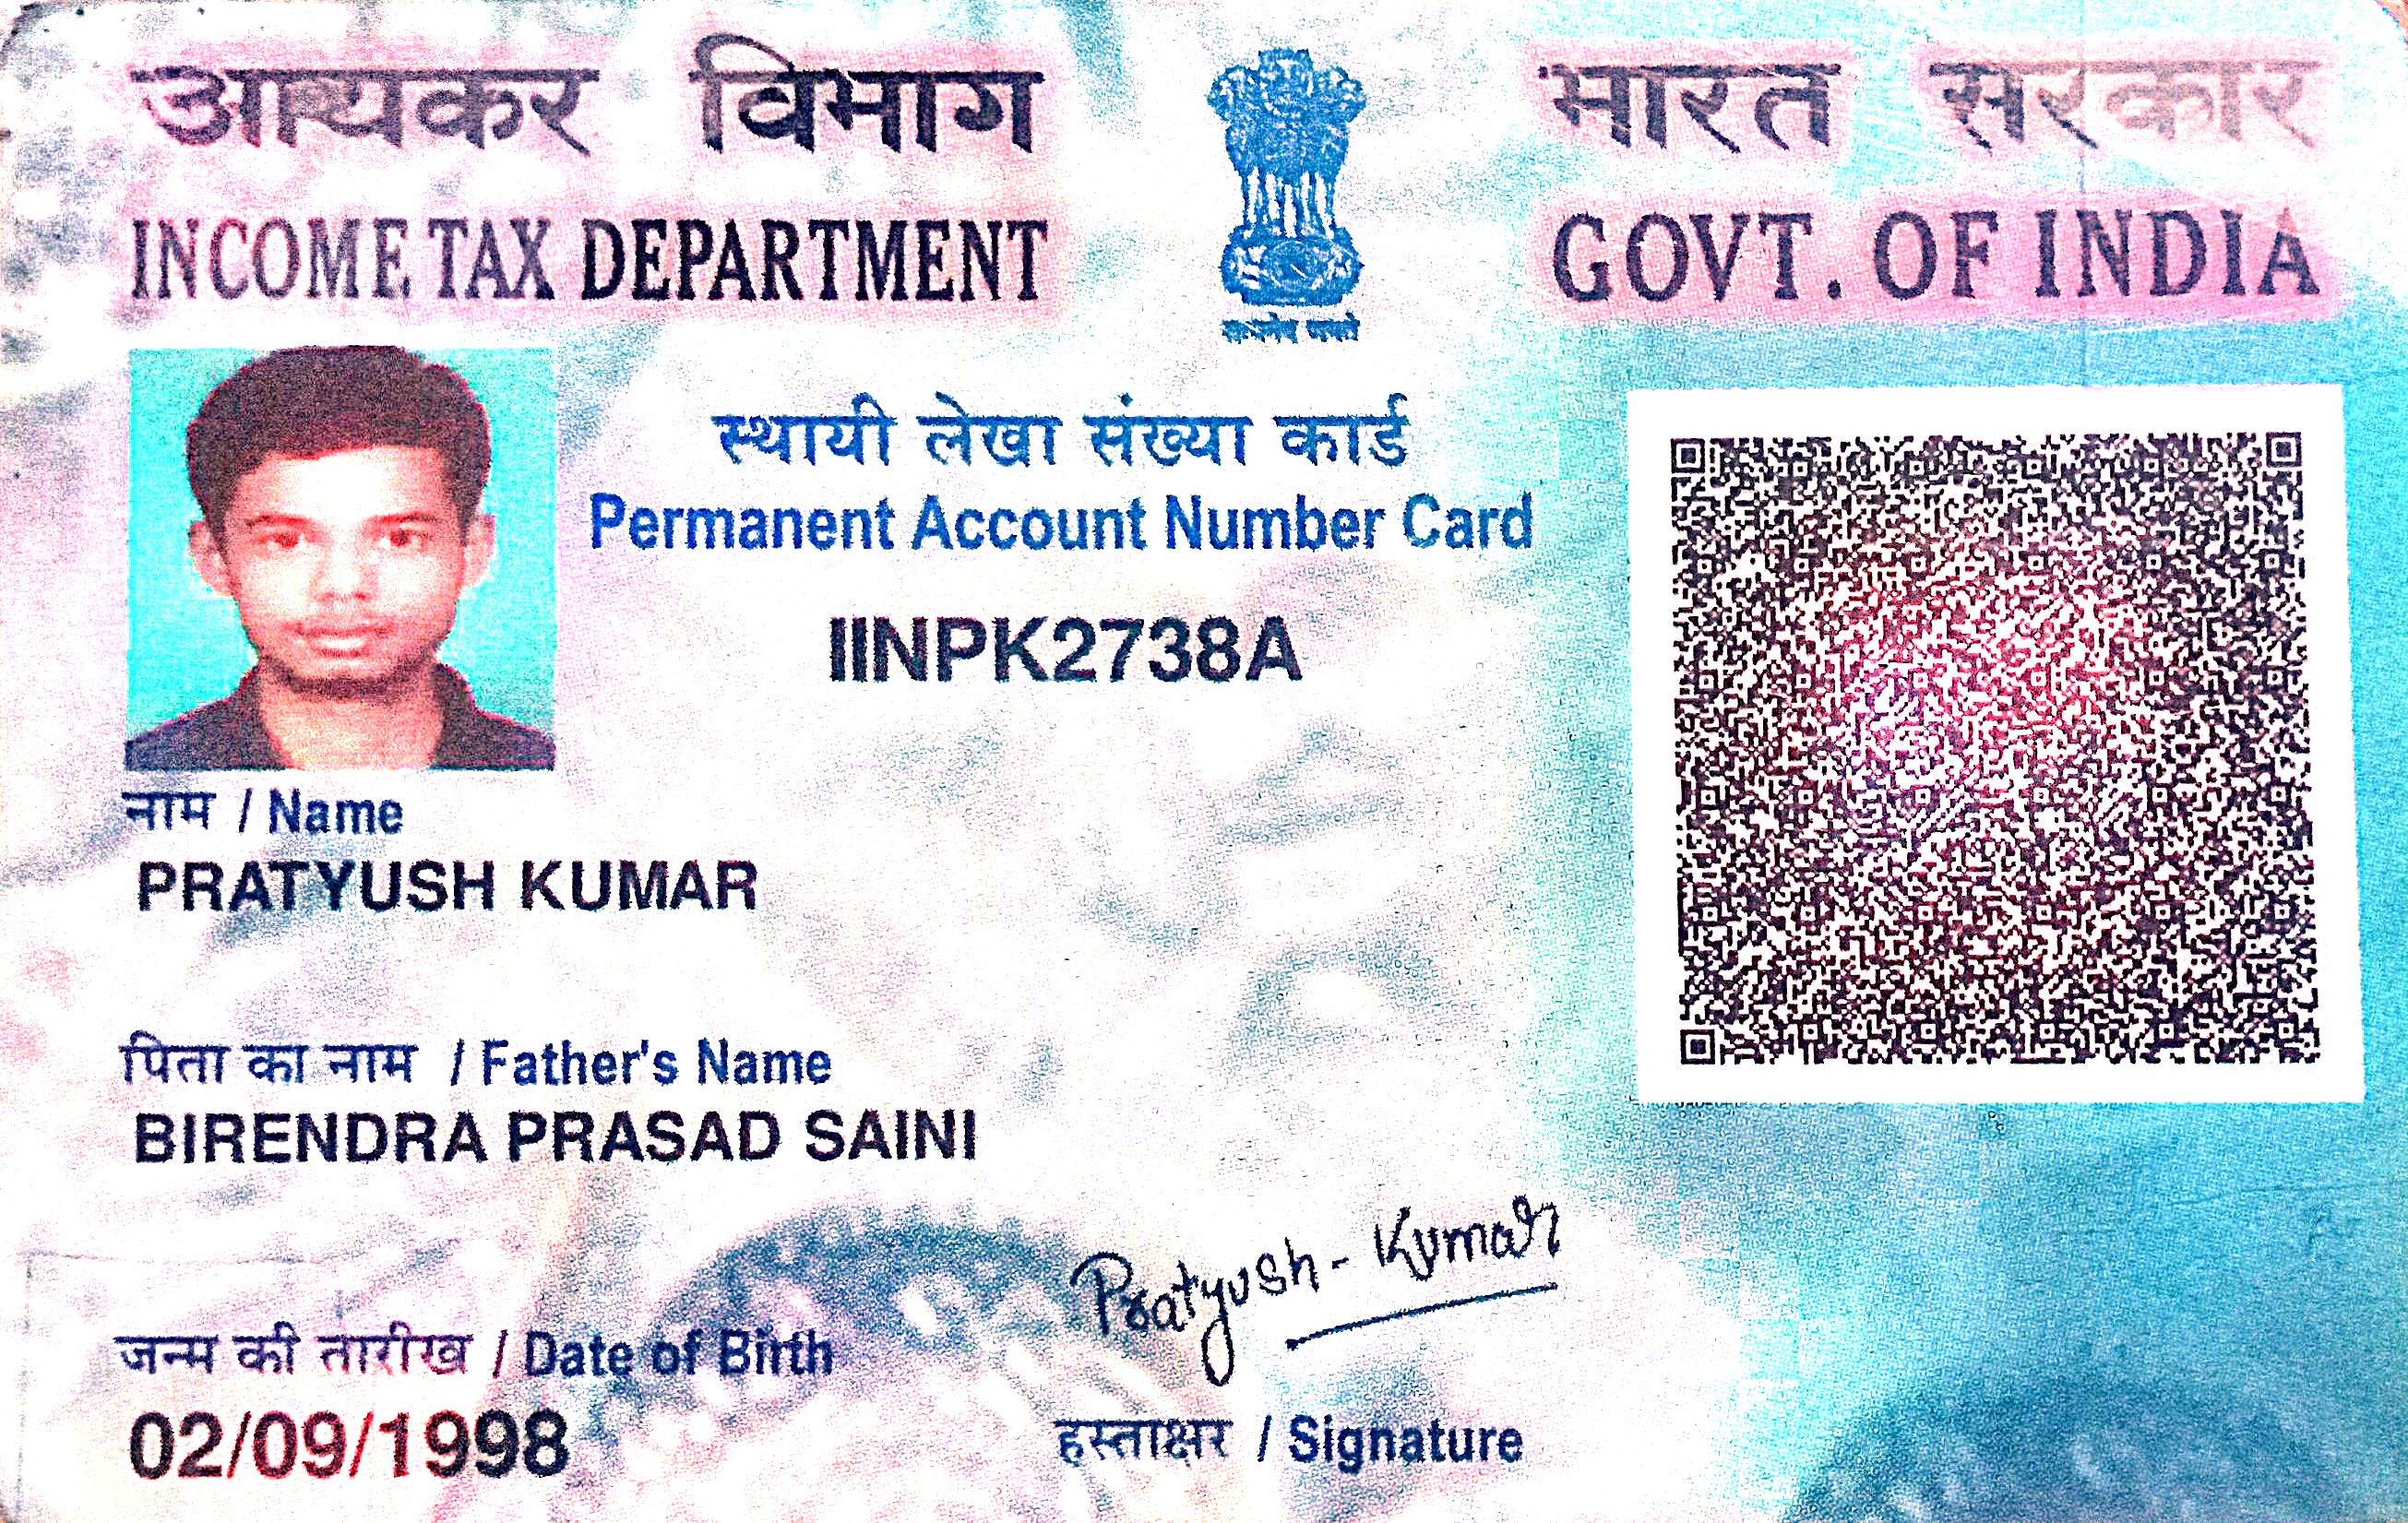 आयकर विभाग
INCOME TAX DEPARTMENT
भारत सरकार
GOVT. OF INDIA
सत्यमेव जयते
स्थायी लेखा संख्या कार्ड
Permanent Account Number Card
IINPK2738A
नाम / Name
PRATYUSH KUMAR
पिता का नाम / Father's Name
BIRENDRA PRASAD SAINI
जन्म की तारीख / Date of Birth
02/09/1998
Pratyush-Kumar
हस्ताक्षर / Signature